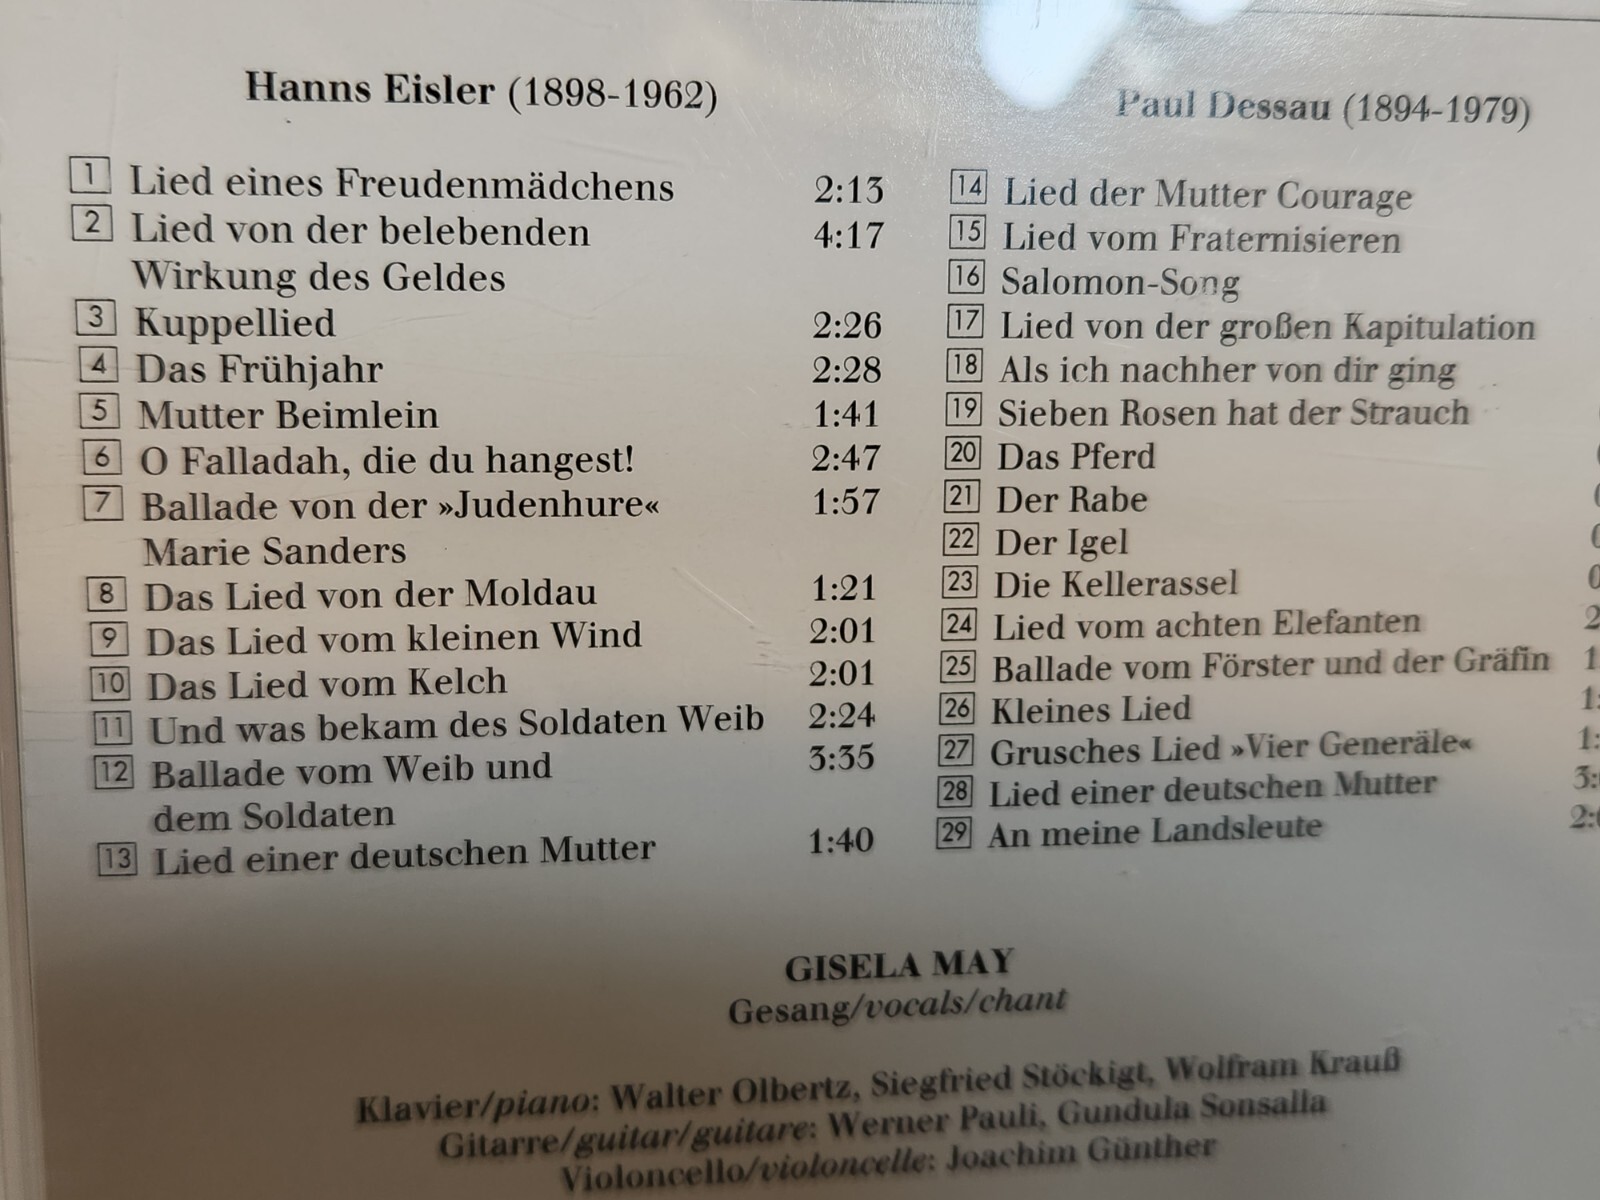 Hanns Eisler (1898-1962)
1 Lied eines Freudenmädchens 2:13
2 Lied von der belebenden 4:17
Wirkung des Geldes
3 Kuppellied 2:26
4 Das Frühjahr 2:28
5 Mutter Beimlein 1:41
6 O Falladah, die du hangest! 2:47
7 Ballade von der »Judenhure« 1:57
Marie Sanders
8 Das Lied von der Moldau 1:21
9 Das Lied vom kleinen Wind 2:01
10 Das Lied vom Kelch 2:01
11 Und was bekam des Soldaten Weib 2:24
12 Ballade vom Weib und 3:35
dem Soldaten
13 Lied einer deutschen Mutter 1:40
Paul Dessau (1894-1979)
14 Lied der Mutter Courage
15 Lied vom Fraternisieren
16 Salomon-Song
17 Lied von der großen Kapitulation
18 Als ich nachher von dir ging
19 Sieben Rosen hat der Strauch
20 Das Pferd
21 Der Rabe
22 Der Igel
23 Die Kellerassel
24 Lied vom achten Elefanten
25 Ballade vom Förster und der Gräfin
26 Kleines Lied
27 Grusches Lied »Vier Generäle«
28 Lied einer deutschen Mutter
29 An meine Landsleute
GISELA MAY
Gesang/vocals/chant
Klavier/piano: Walter Olbertz, Siegfried Stöckigt, Wolfram Krauß
Gitarre/guitar/guitare: Werner Pauli, Gundula Sonsalla
Violoncello/violoncelle: Joachim Günther